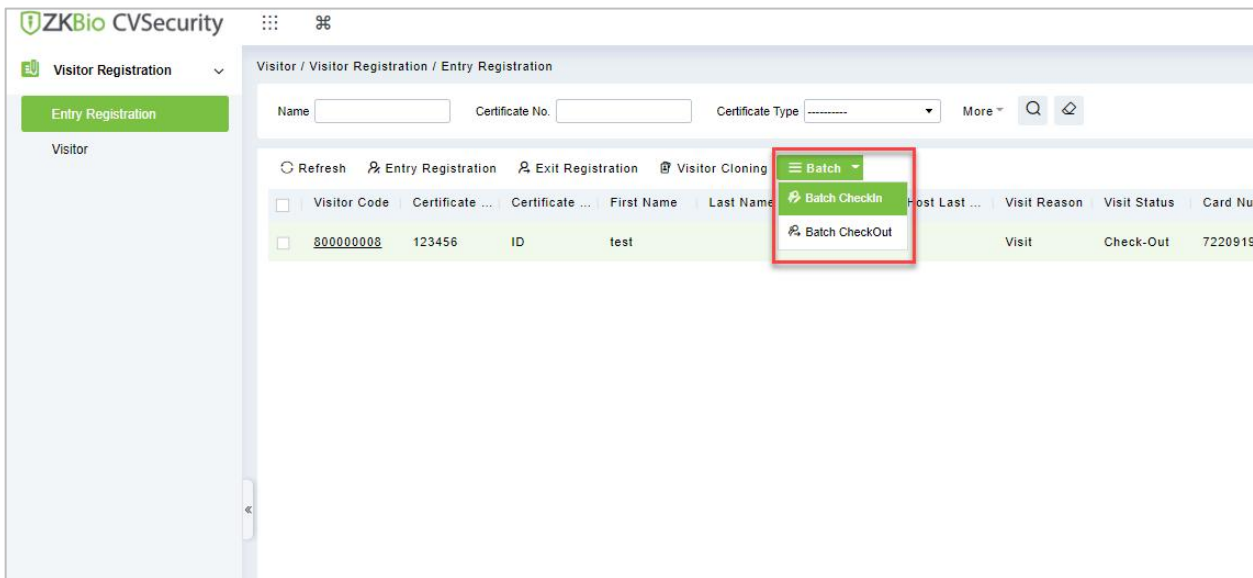 ZKBio CVSecurity
Visitor Registration
Entry Registration
Visitor
Visitor / Visitor Registration / Entry Registration
Name Certificate No. Certificate Type ---------- More
Refresh Entry Registration Exit Registration Visitor Cloning Batch
Batch CheckIn
Batch CheckOut
Visitor Code Certificate ... Certificate ... First Name Last Name Host Last ... Visit Reason Visit Status Card Nu
800000008 123456 ID test Visit Check-Out 7220919